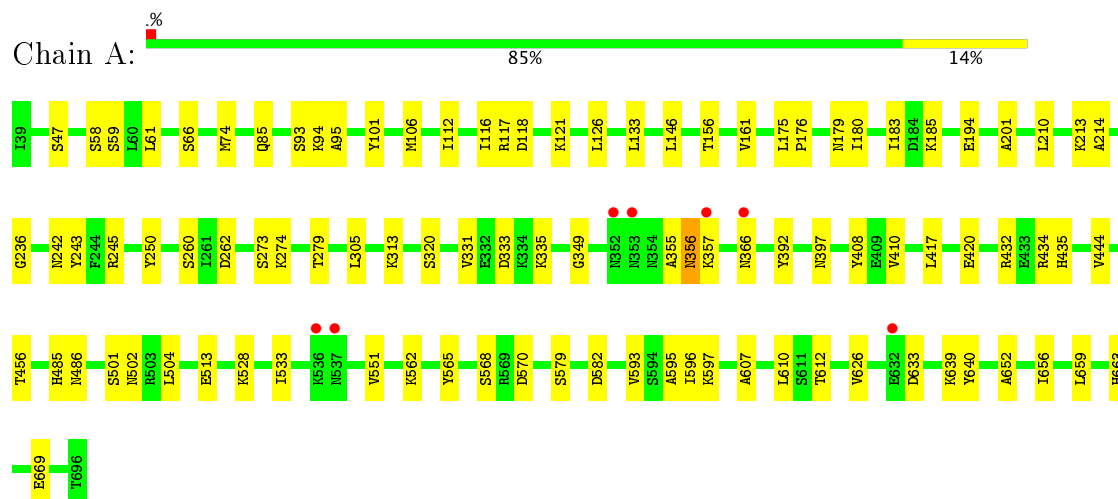 .%
Chain A:
85% 14%
I39 S47 S58 S59 L60 L61 S66 M74 Q85 S93 K94 A95 Y101 M106 I112 I116 R117 D118 K121 L126 L133 L146 T156 V161 L175 P176 N179 I180 I183 D184 K185 E194 A201 L210 K213 A214
G236 N242 Y243 F244 R245 Y250 S260 I261 D262 S273 K274 T279 L305 K313 S320 V331 E332 D333 K334 K335 G349 N352 N353 N354 A355 N356 K357 N366 Y392 N397 Y408 E409 V410 L417 E420 R432 E433 R434 H435 V444
T456 H485 N486 S501 N502 R503 L504 E513 K528 I533 K536 N537 V551 K562 Y565 S568 R569 D570 S579 D582 V593 S594 A595 I596 K597 A607 L610 S611 T612 V626 E632 D633 K639 Y640 A652 I656 L659
E669 T696